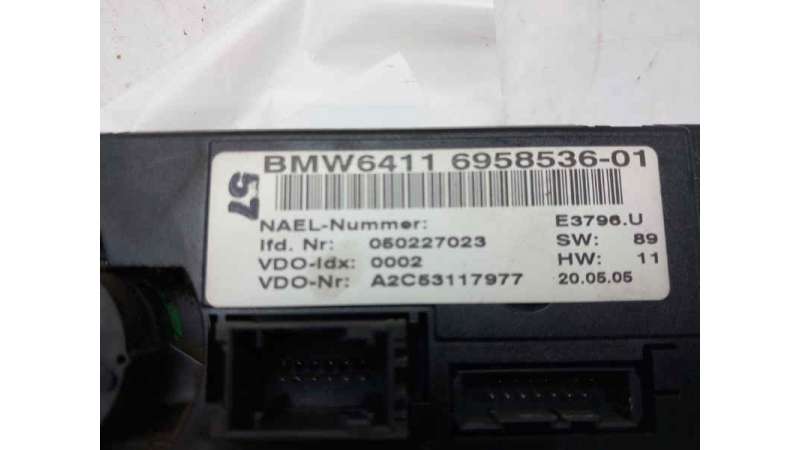 BMW6411 6958536-01
57
NAEL-Nummer: E3796.U
lfd. Nr: 050227023 SW: 89
VDO-Idx: 0002 HW: 11
VDO-Nr: A2C53117977 20.05.05